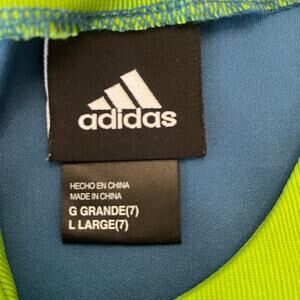 adidas
HECHO EN CHINA
MADE IN CHINA
G GRANDE(7)
L LARGE(7)